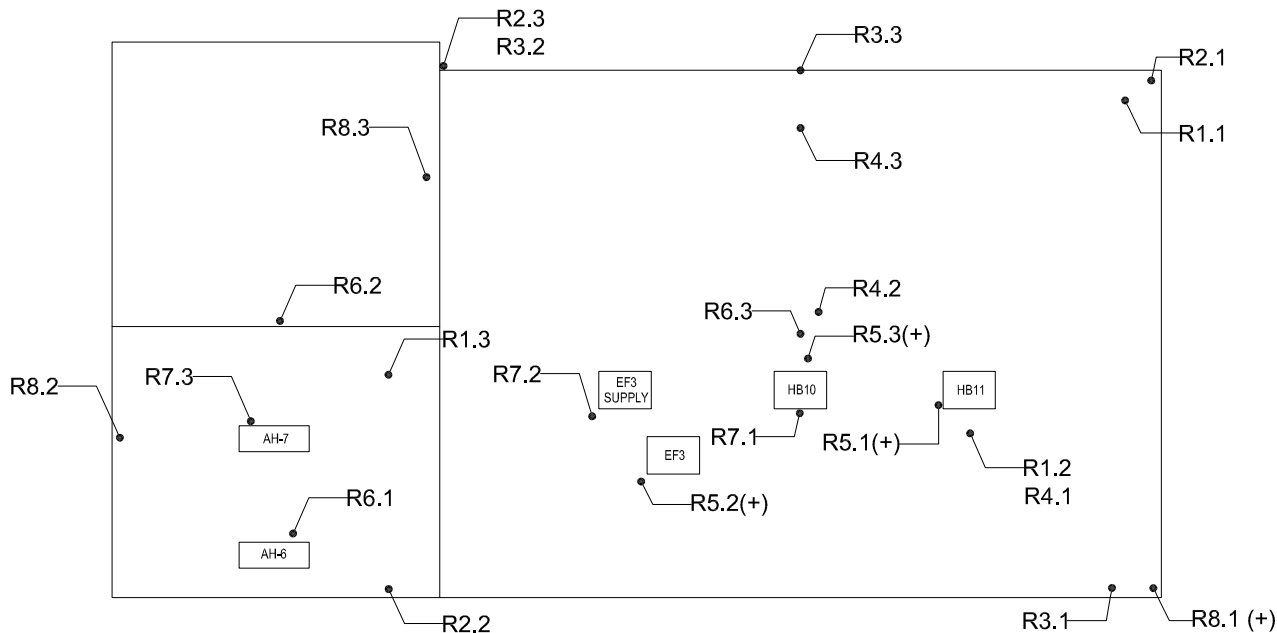 R2.3
R3.2
R3.3
R2.1
R8.3
R1.1
R4.3
R6.2
R4.2
R6.3
R5.3(+)
R1.3
R8.2
R7.3
R7.2
EF3
SUPPLY
HB10
HB11
AH-7
R7.1
R5.1(+)
EF3
R1.2
R4.1
R6.1
R5.2(+)
AH-6
R2.2
R3.1
R8.1 (+)